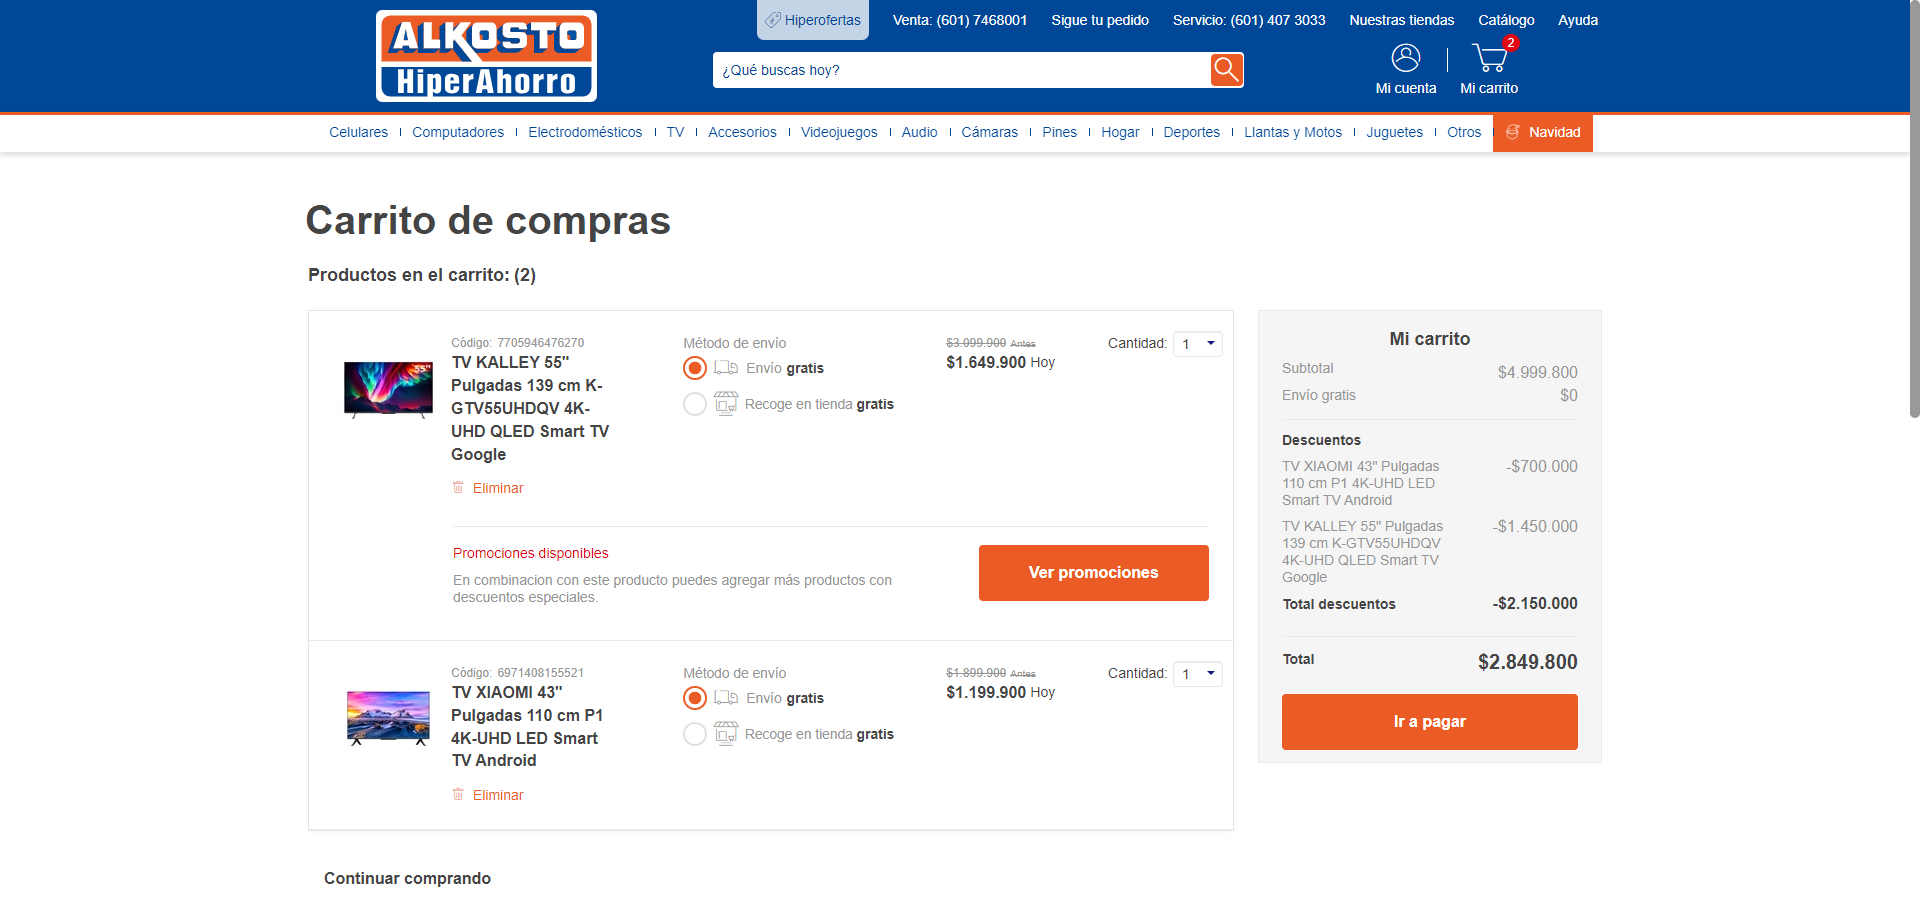 ALKOSTO
HiperAhorro
Hiperofertas
Venta: (601) 7468001
Sigue tu pedido
Servicio: (601) 407 3033
Nuestras tiendas
Catálogo
Ayuda
¿Qué buscas hoy?
Mi cuenta
2
Mi carrito
Celulares
Computadores
Electrodomésticos
TV
Accesorios
Videojuegos
Audio
Cámaras
Pines
Hogar
Deportes
Llantas y Motos
Juguetes
Otros
Navidad
Carrito de compras
Productos en el carrito: (2)
55"
Código: 7705946476270
TV KALLEY 55"
Pulgadas 139 cm K-
GTV55UHDQV 4K-
UHD QLED Smart TV
Google
Eliminar
Método de envío
Envío gratis
Recoge en tienda gratis
$3.099.900 Antes
$1.649.900 Hoy
Cantidad: 1
Promociones disponibles
En combinacion con este producto puedes agregar más productos con
descuentos especiales.
Ver promociones
Código: 6971408155521
TV XIAOMI 43"
Pulgadas 110 cm P1
4K-UHD LED Smart
TV Android
Eliminar
Método de envío
Envío gratis
Recoge en tienda gratis
$1.899.900 Antes
$1.199.900 Hoy
Cantidad: 1
Mi carrito
Subtotal $4.999.800
Envío gratis $0
Descuentos
TV XIAOMI 43" Pulgadas -$700.000
110 cm P1 4K-UHD LED
Smart TV Android
TV KALLEY 55" Pulgadas -$1.450.000
139 cm K-GTV55UHDQV
4K-UHD QLED Smart TV
Google
Total descuentos -$2.150.000
Total $2.849.800
Ir a pagar
Continuar comprando